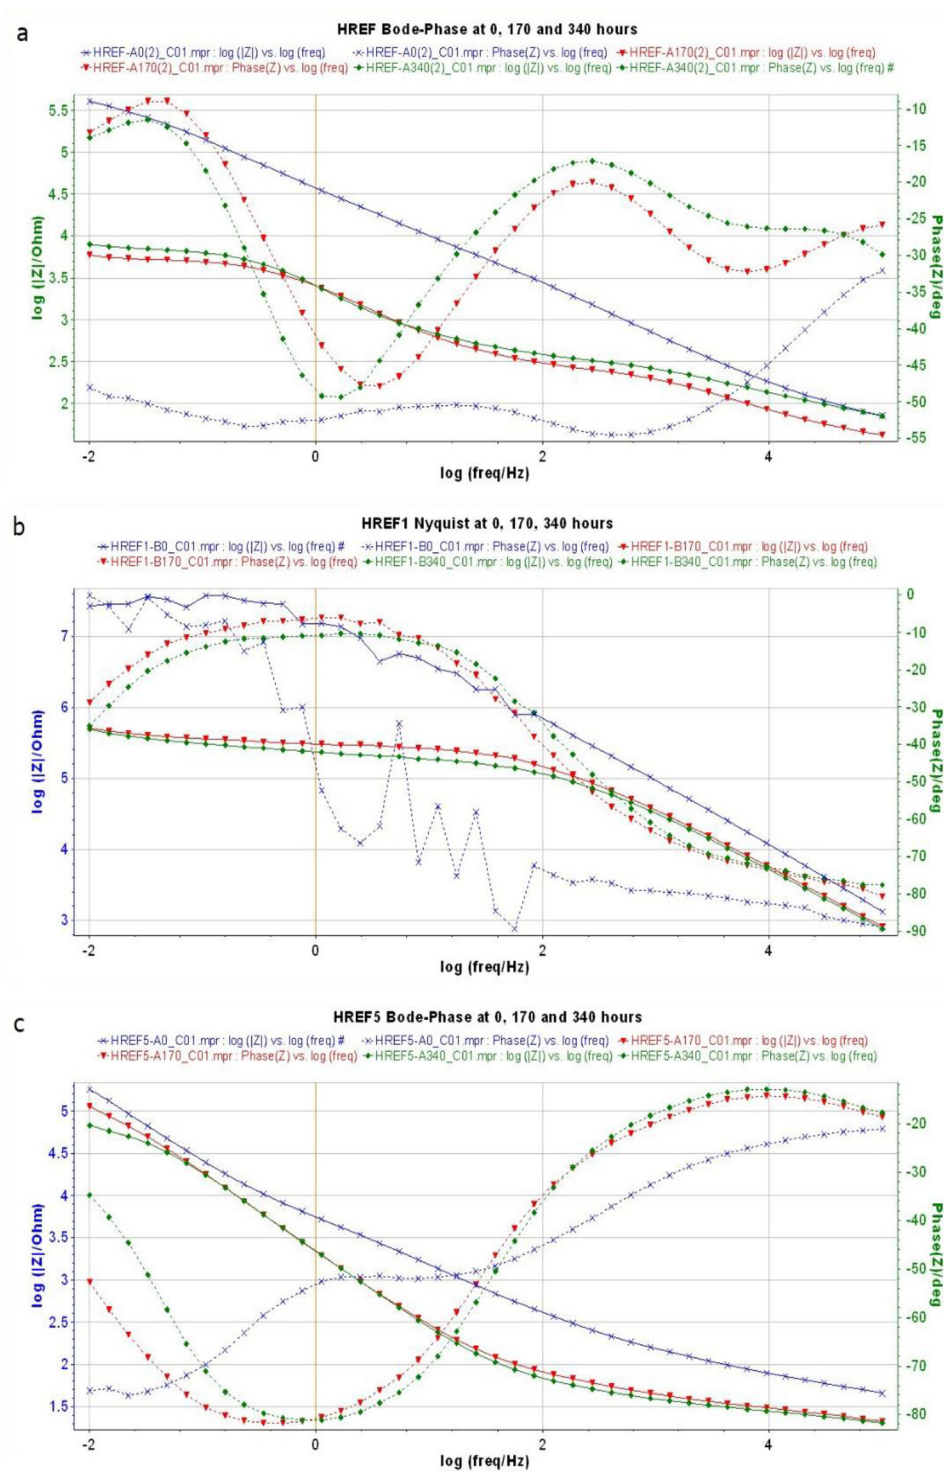 a
HREF Bode-Phase at 0, 170 and 340 hours
HREF-A0(2)_C01.mpr : log (|Z|) vs. log (freq) HREF-A0(2)_C01.mpr : Phase(Z) vs. log (freq) HREF-A170(2)_C01.mpr : log (|Z|) vs. log (freq)
HREF-A170(2)_C01.mpr : Phase(Z) vs. log (freq) HREF-A340(2)_C01.mpr : log (|Z|) vs. log (freq) HREF-A340(2)_C01.mpr : Phase(Z) vs. log (freq) #
log (|Z|/Ohm)
5.5
5
4.5
4
3.5
3
2.5
2
-10
-15
-20
-25
-30
-35
-40
-45
-50
-55
Phase(Z)/deg
-2 0 2 4
log (freq/Hz)
b
HREF1 Nyquist at 0, 170, 340 hours
HREF1-B0_C01.mpr : log (|Z|) vs. log (freq) # HREF1-B0_C01.mpr : Phase(Z) vs. log (freq) HREF1-B170_C01.mpr : log (|Z|) vs. log (freq)
HREF1-B170_C01.mpr : Phase(Z) vs. log (freq) HREF1-B340_C01.mpr : log (|Z|) vs. log (freq) HREF1-B340_C01.mpr : Phase(Z) vs. log (freq)
log (|Z|/Ohm)
7
6
5
4
3
0
-10
-20
-30
-40
-50
-60
-70
-80
-90
Phase(Z)/deg
-2 0 2 4
log (freq/Hz)
c
HREF5 Bode-Phase at 0, 170 and 340 hours
HREF5-A0_C01.mpr : log (|Z|) vs. log (freq) # HREF5-A0_C01.mpr : Phase(Z) vs. log (freq) HREF5-A170_C01.mpr : log (|Z|) vs. log (freq)
HREF5-A170_C01.mpr : Phase(Z) vs. log (freq) HREF5-A340_C01.mpr : log (|Z|) vs. log (freq) HREF5-A340_C01.mpr : Phase(Z) vs. log (freq)
log (|Z|/Ohm)
5
4.5
4
3.5
3
2.5
2
1.5
-20
-30
-40
-50
-60
-70
-80
Phase(Z)/deg
-2 0 2 4
log (freq/Hz)